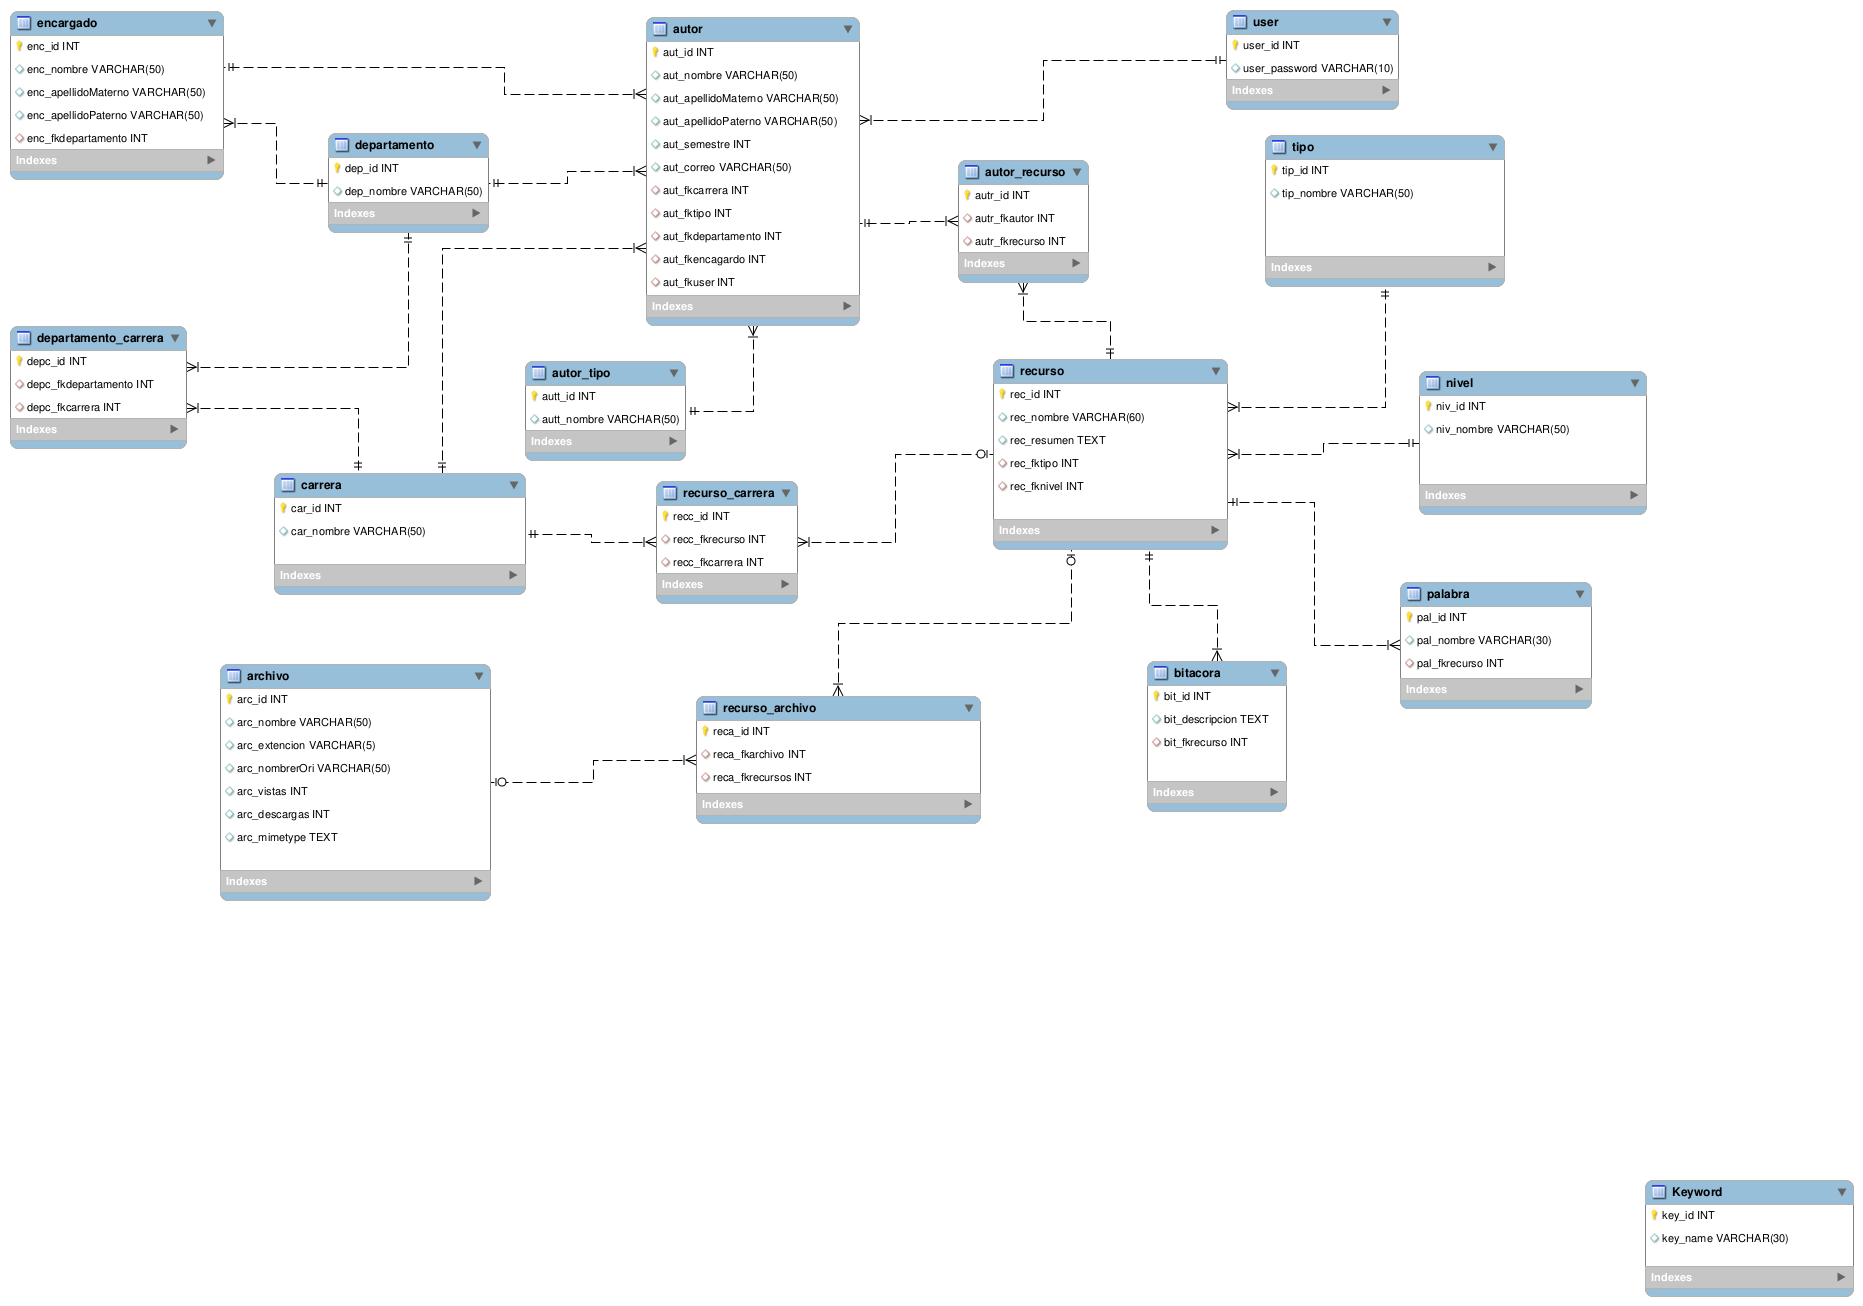 encargado
enc_id INT
enc_nombre VARCHAR(50)
enc_apellidoMaterno VARCHAR(50)
enc_apellidoPaterno VARCHAR(50)
enc_fkdepartamento INT
Indexes
departamento
dep_id INT
dep_nombre VARCHAR(50)
Indexes
autor
aut_id INT
aut_nombre VARCHAR(50)
aut_apellidoMaterno VARCHAR(50)
aut_apellidoPaterno VARCHAR(50)
aut_semestre INT
aut_correo VARCHAR(50)
aut_fkcarrera INT
aut_fktipo INT
aut_fkdepartamento INT
aut_fkencagardo INT
aut_fkuser INT
Indexes
user
user_id INT
user_password VARCHAR(10)
Indexes
autor_recurso
autr_id INT
autr_fkautor INT
autr_fkrecurso INT
Indexes
tipo
tip_id INT
tip_nombre VARCHAR(50)
Indexes
departamento_carrera
depc_id INT
depc_fkdepartamento INT
depc_fkcarrera INT
Indexes
autor_tipo
autt_id INT
autt_nombre VARCHAR(50)
Indexes
recurso
rec_id INT
rec_nombre VARCHAR(60)
rec_resumen TEXT
rec_fktipo INT
rec_fknivel INT
Indexes
nivel
niv_id INT
niv_nombre VARCHAR(50)
Indexes
carrera
car_id INT
car_nombre VARCHAR(50)
Indexes
recurso_carrera
recc_id INT
recc_fkrecurso INT
recc_fkcarrera INT
Indexes
palabra
pal_id INT
pal_nombre VARCHAR(30)
pal_fkrecurso INT
Indexes
archivo
arc_id INT
arc_nombre VARCHAR(50)
arc_extencion VARCHAR(5)
arc_nombrerOri VARCHAR(50)
arc_vistas INT
arc_descargas INT
arc_mimetype TEXT
Indexes
recurso_archivo
reca_id INT
reca_fkarchivo INT
reca_fkrecursos INT
Indexes
bitacora
bit_id INT
bit_descripcion TEXT
bit_fkrecurso INT
Indexes
Keyword
key_id INT
key_name VARCHAR(30)
Indexes